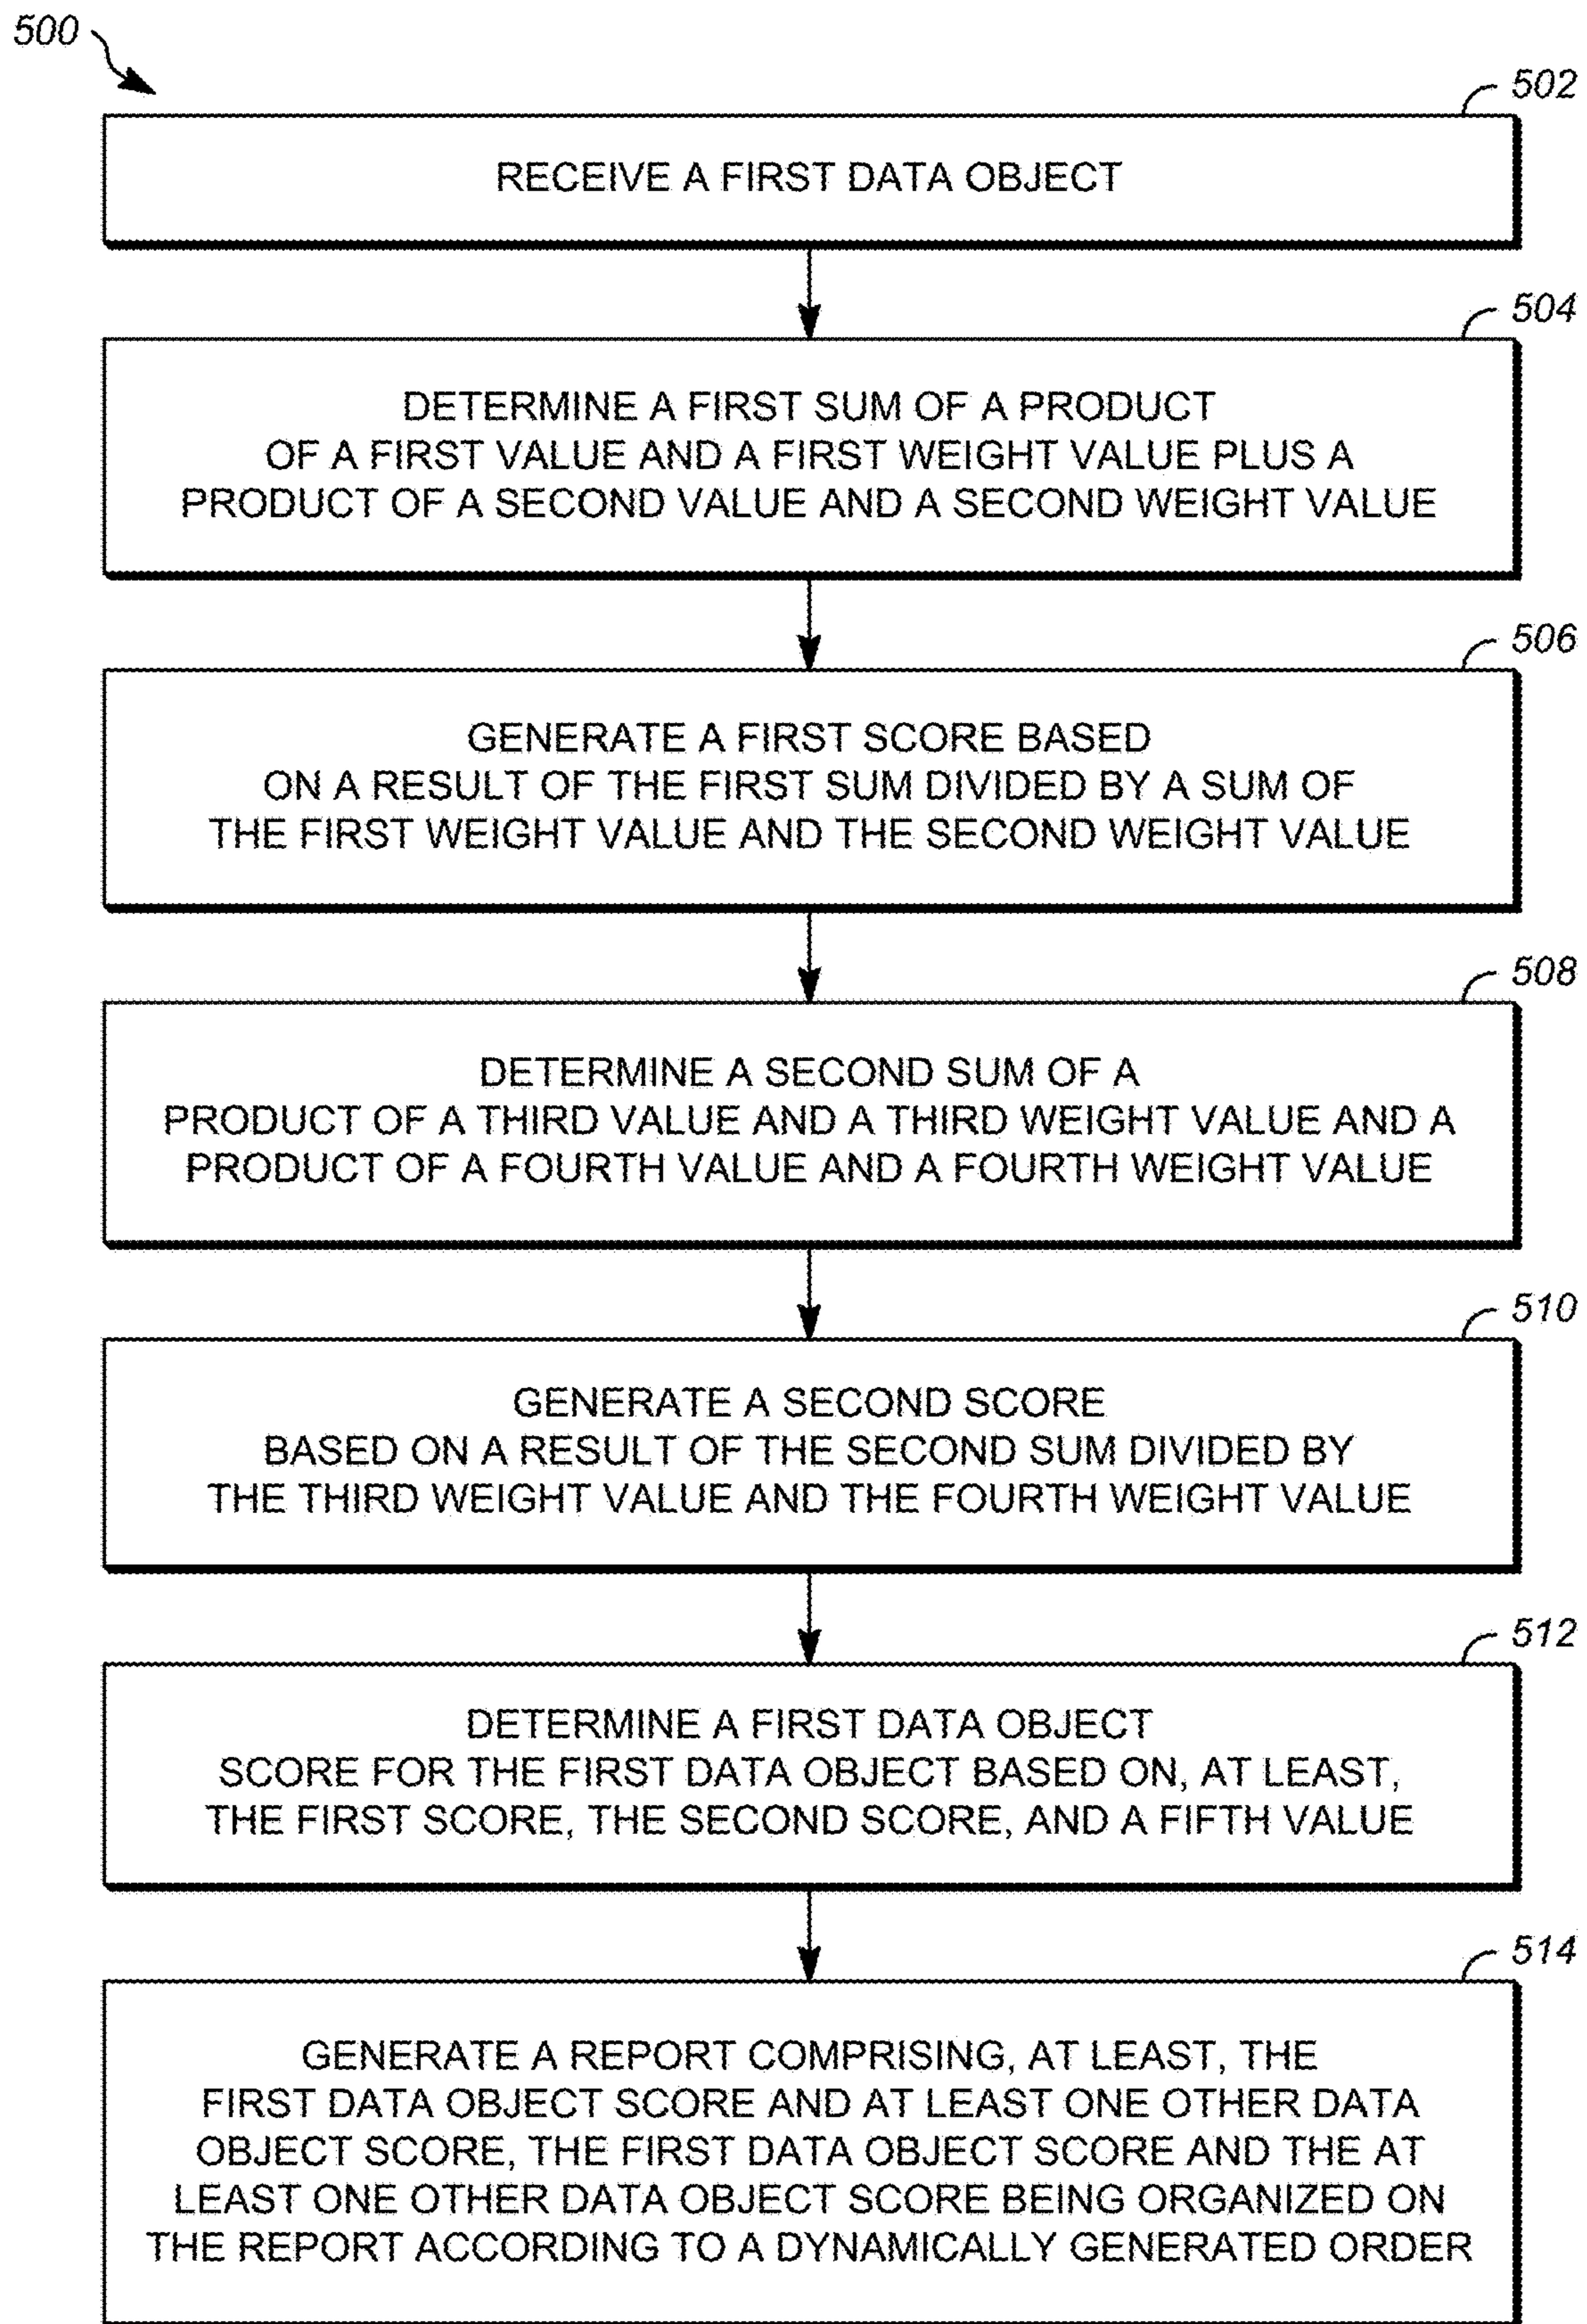 500
502
RECEIVE A FIRST DATA OBJECT
504
DETERMINE A FIRST SUM OF A PRODUCT
OF A FIRST VALUE AND A FIRST WEIGHT VALUE PLUS A
PRODUCT OF A SECOND VALUE AND A SECOND WEIGHT VALUE
506
GENERATE A FIRST SCORE BASED
ON A RESULT OF THE FIRST SUM DIVIDED BY A SUM OF
THE FIRST WEIGHT VALUE AND THE SECOND WEIGHT VALUE
508
DETERMINE A SECOND SUM OF A
PRODUCT OF A THIRD VALUE AND A THIRD WEIGHT VALUE AND A
PRODUCT OF A FOURTH VALUE AND A FOURTH WEIGHT VALUE
510
GENERATE A SECOND SCORE
BASED ON A RESULT OF THE SECOND SUM DIVIDED BY
THE THIRD WEIGHT VALUE AND THE FOURTH WEIGHT VALUE
512
DETERMINE A FIRST DATA OBJECT
SCORE FOR THE FIRST DATA OBJECT BASED ON, AT LEAST,
THE FIRST SCORE, THE SECOND SCORE, AND A FIFTH VALUE
514
GENERATE A REPORT COMPRISING, AT LEAST, THE
FIRST DATA OBJECT SCORE AND AT LEAST ONE OTHER DATA
OBJECT SCORE, THE FIRST DATA OBJECT SCORE AND THE AT
LEAST ONE OTHER DATA OBJECT SCORE BEING ORGANIZED ON
THE REPORT ACCORDING TO A DYNAMICALLY GENERATED ORDER